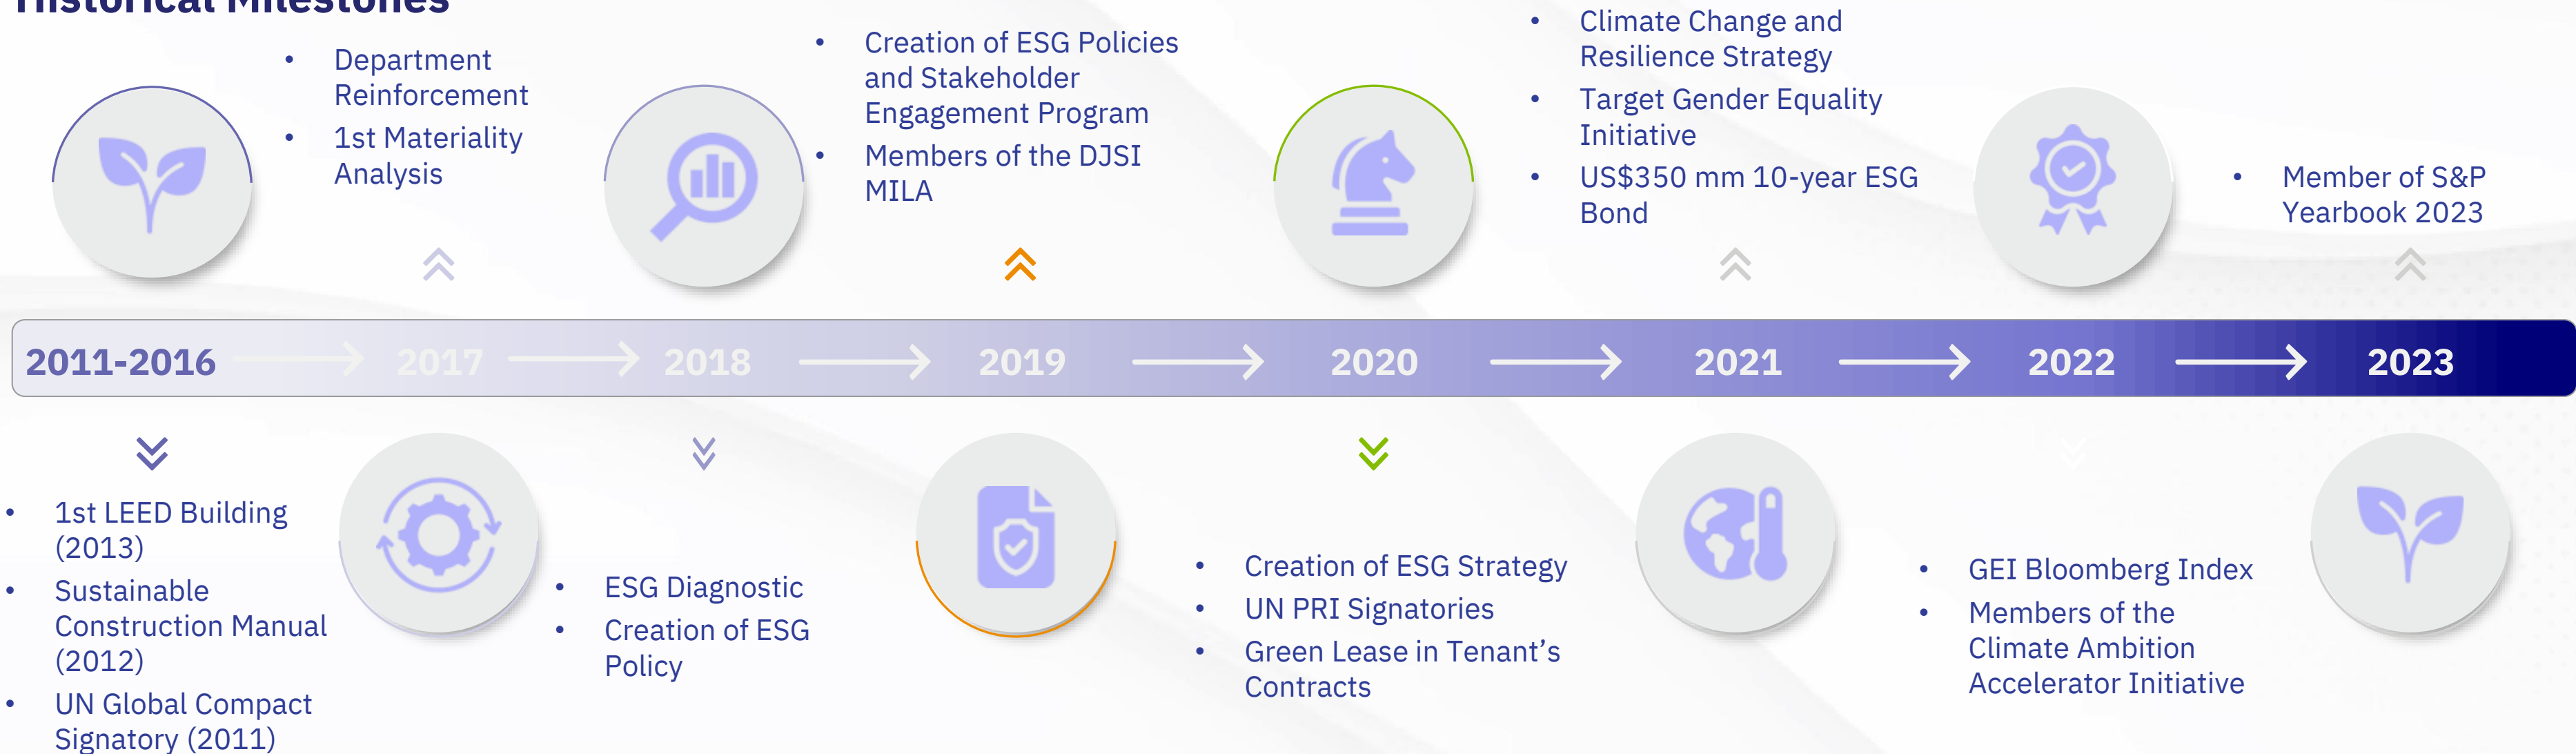 Historical Milestones
• Department
Reinforcement
• 1st Materiality
Analysis
• Creation of ESG Policies
and Stakeholder
Engagement Program
• Members of the DJSI
MILA
• Climate Change and
Resilience Strategy
• Target Gender Equality
Initiative
• US$350 mm 10-year ESG
Bond
• Member of S&P
Yearbook 2023
2011-2016
2017
2018
2019
2020
2021
2022
2023
• 1st LEED Building
(2013)
• Sustainable
Construction Manual
(2012)
• UN Global Compact
Signatory (2011)
• ESG Diagnostic
• Creation of ESG
Policy
• Creation of ESG Strategy
• UN PRI Signatories
• Green Lease in Tenant’s
Contracts
• GEI Bloomberg Index
• Members of the
Climate Ambition
Accelerator Initiative